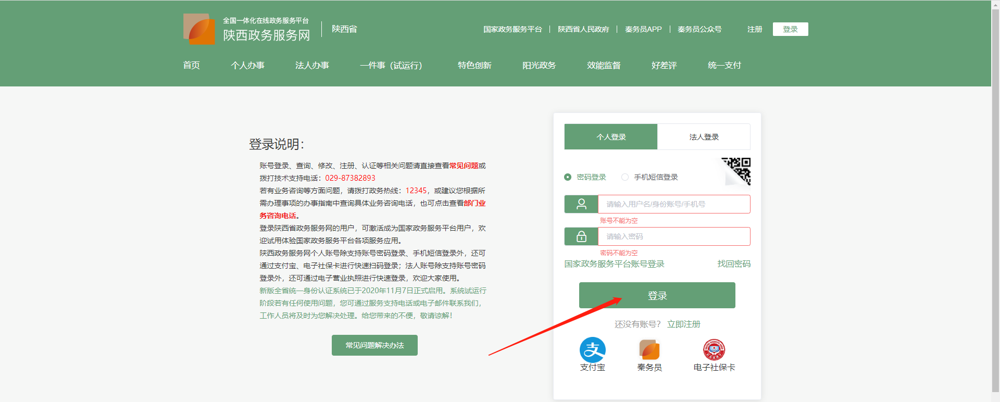 全国一体化在线政务服务平台
陕西政务服务网
陕西省
国家政务服务平台 陕西省人民政府 秦务员APP 秦务员公众号 注册 登录
首页 个人办事 法人办事 一件事（试运行） 特色创新 阳光政务 效能监督 好差评 统一支付
登录说明：
账号登录、查询、修改、注册、认证等相关问题请直接查看常见问题或
拨打技术支持电话：029-87382893
若有业务咨询等方面问题，请拨打政务热线：12345，或建议您根据所
需办理事项的办事指南中查询具体业务咨询电话，也可点击查看部门业
务咨询电话。
登录陕西省政务服务网的用户，可激活成为国家政务服务平台用户，欢
迎试用体验国家政务服务平台各项服务应用。
陕西政务服务网个人账号除支持账号密码登录、手机短信登录外，还可
通过支付宝、电子社保卡进行快速扫码登录；法人账号除支持账号密码
登录外，还可通过电子营业执照进行快速登录，欢迎大家使用。
新版全省统一身份认证系统已于2020年11月7日正式启用。系统试运行
阶段若有任何使用问题，您可通过服务支持电话或电子邮件联系我们，
工作人员将及时为您解决处理。给您带来的不便，敬请谅解！
常见问题解决办法
个人登录 法人登录
密码登录 手机短信登录
请输入用户名/身份账号/手机号
账号不能为空
请输入密码
密码不能为空
国家政务服务平台账号登录 找回密码
登录
还没有账号？ 立即注册
支
支付宝 秦务员 电子社保卡